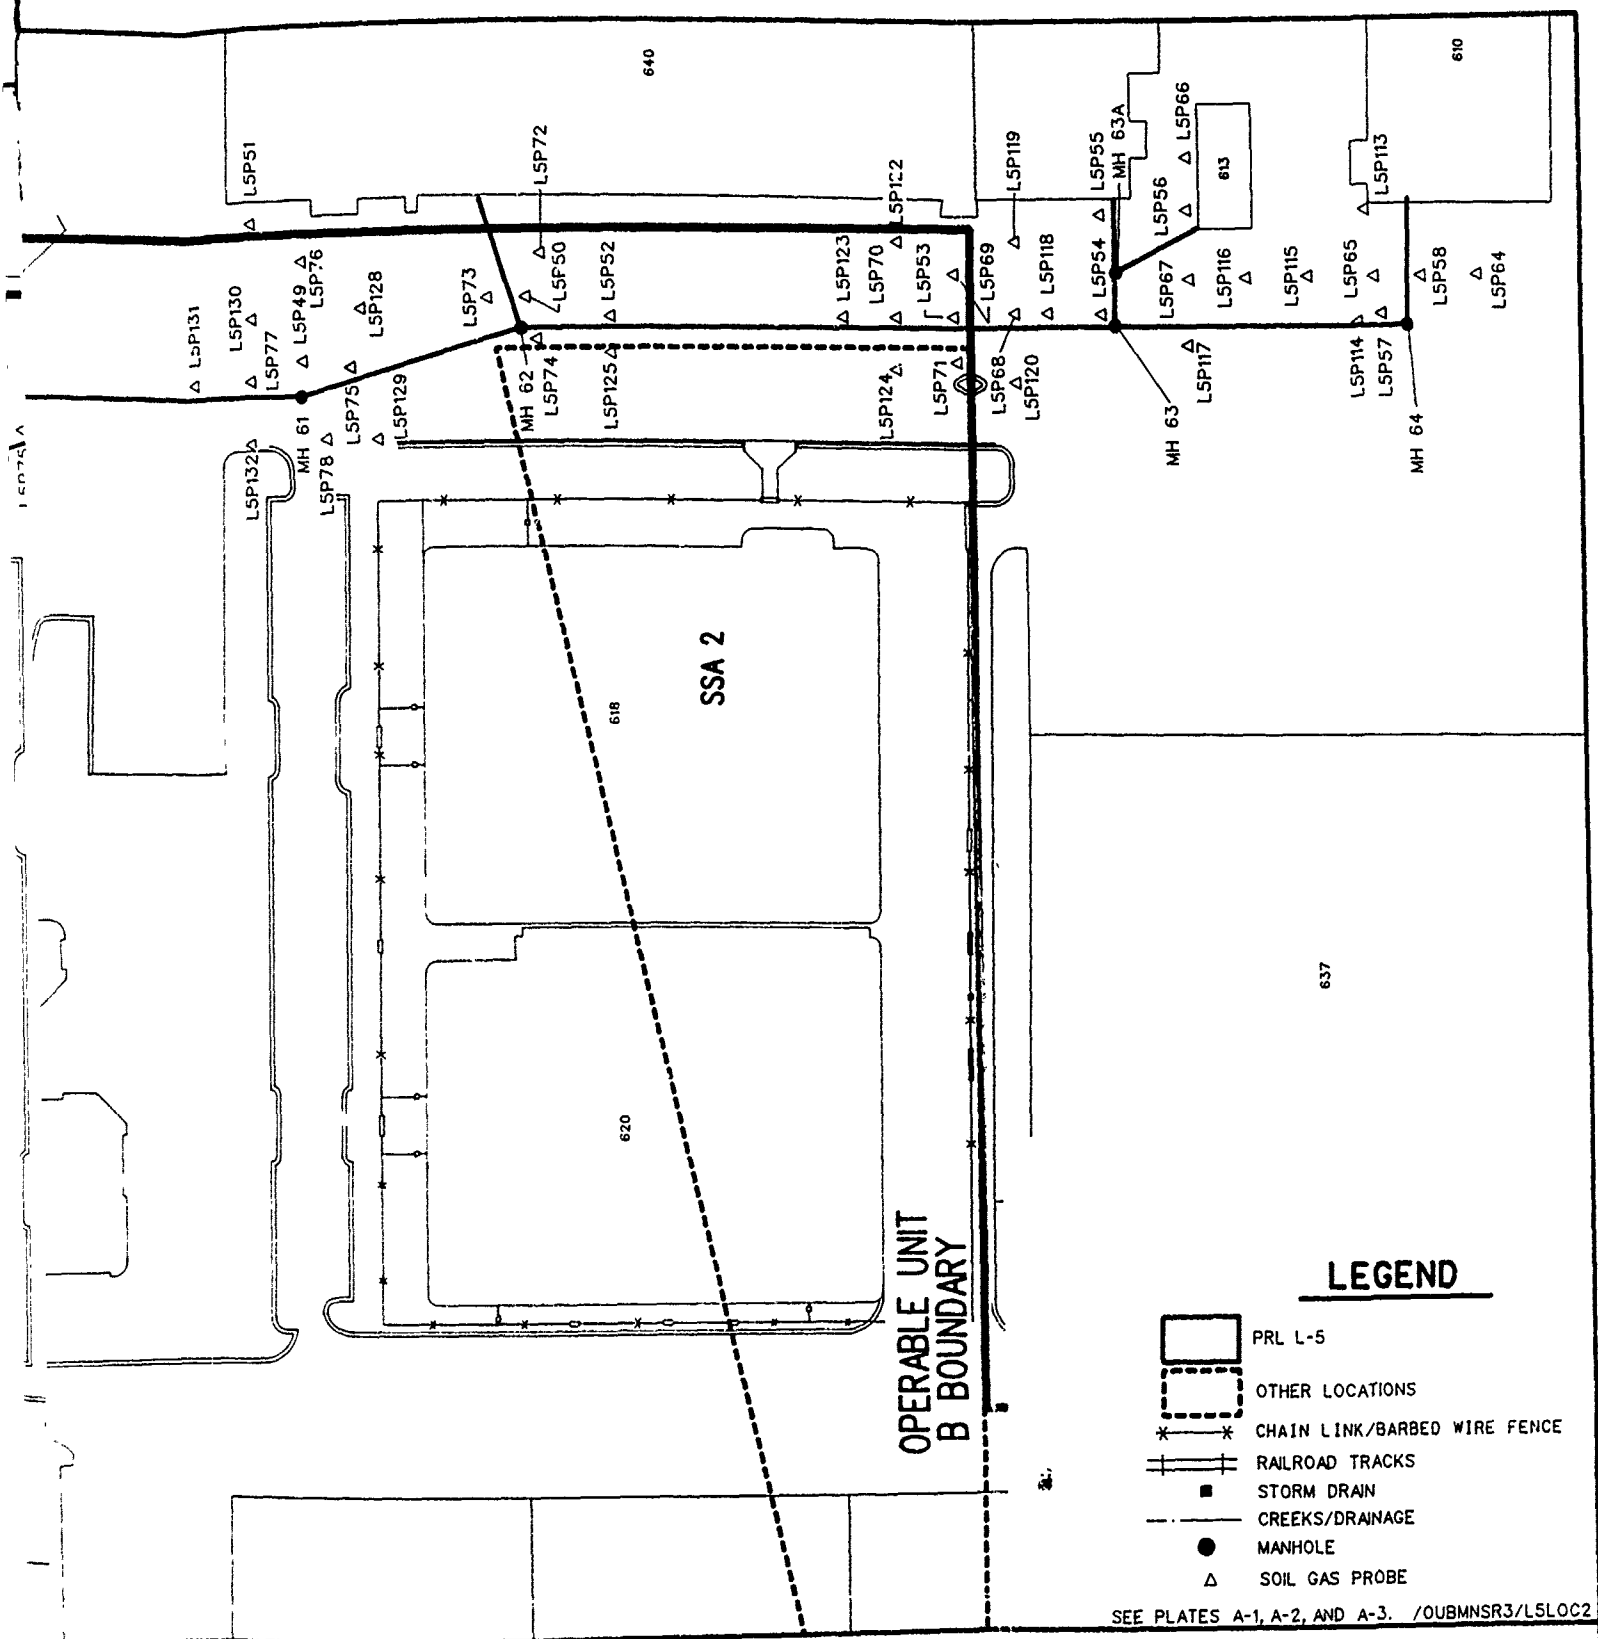 640
610
613
L5P51
L5P72
L5P122
L5P119
L5P55
MH 63A
L5P66
L5P56
L5P113
L5P131
L5P130
L5P77
L5P49
L5P76
L5P128
L5P73
L5P50
L5P52
L5P123
L5P70
L5P53
L5P69
L5P118
L5P54
L5P67
L5P116
L5P115
L5P65
L5P58
L5P64
L5P132
MH 61
L5P78
L5P75
L5P129
MH 62
L5P74
L5P125
L5P124
L5P71
L5P68
L5P120
MH 63
L5P117
L5P114
L5P57
MH 64
SSA 2
618
620
637
OPERABLE UNIT
B BOUNDARY
LEGEND
PRL L-5
OTHER LOCATIONS
CHAIN LINK/BARBED WIRE FENCE
RAILROAD TRACKS
STORM DRAIN
CREEKS/DRAINAGE
MANHOLE
SOIL GAS PROBE
SEE PLATES A-1, A-2, AND A-3. /OUBMNSR3/L5LOC2